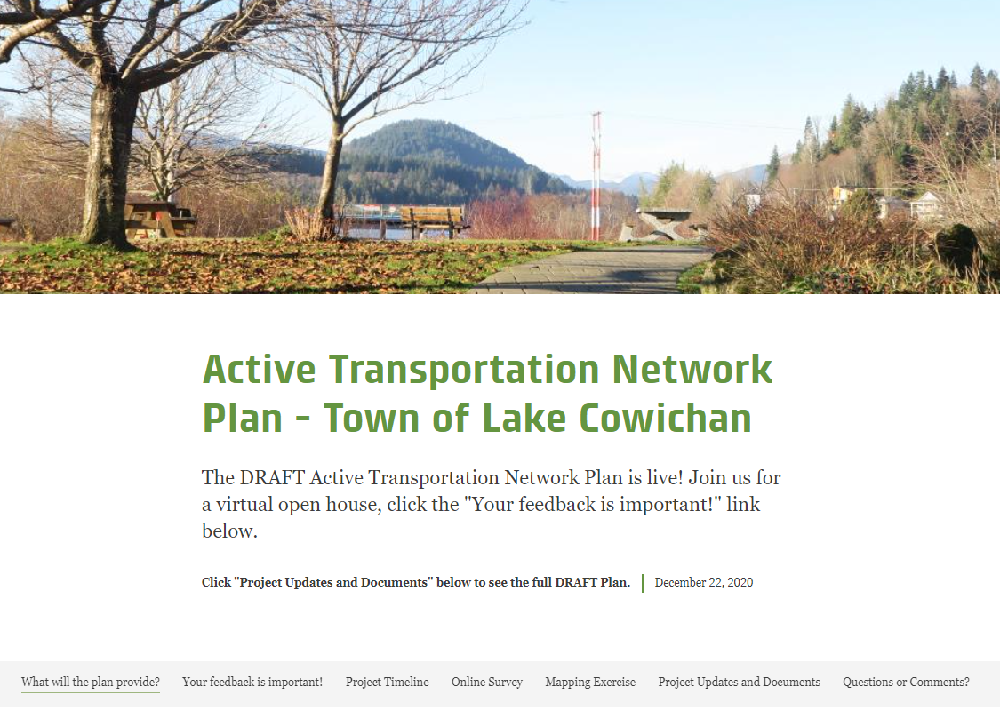 Active Transportation Network
Plan - Town of Lake Cowichan
The DRAFT Active Transportation Network Plan is live! Join us for
a virtual open house, click the "Your feedback is important!" link
below.
Click "Project Updates and Documents" below to see the full DRAFT Plan. December 22, 2020
What will the plan provide? Your feedback is important! Project Timeline Online Survey Mapping Exercise Project Updates and Documents Questions or Comments?